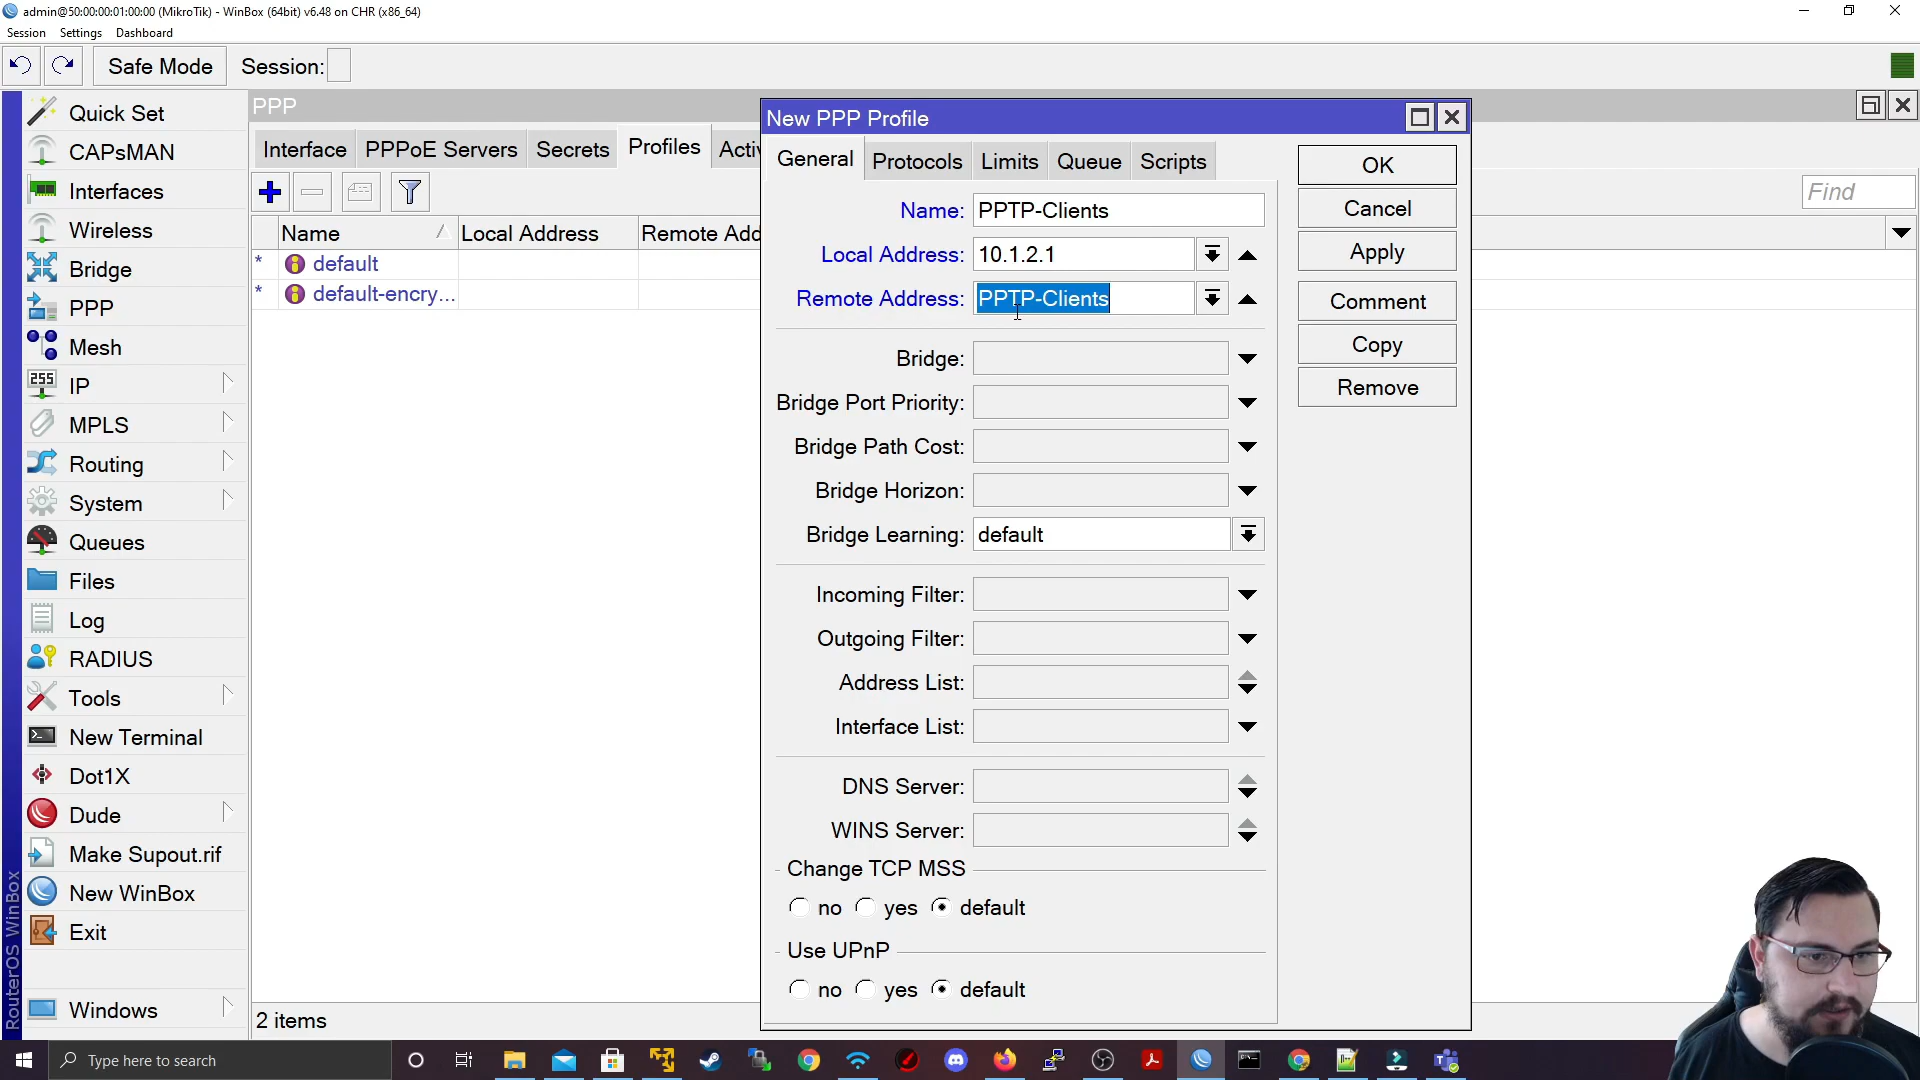 admin@50:00:00:01:00:00 (MikroTik) - WinBox (64bit) v6.48 on CHR (x86_64)
Session Settings Dashboard
Safe Mode Session:
Quick Set
CAPsMAN
Interfaces
Wireless
Bridge
PPP
Mesh
IP
MPLS
Routing
System
Queues
Files
Log
RADIUS
Tools
New Terminal
Dot1X
Dude
Make Supout.rif
New WinBox
Exit
Windows
RouterOS WinBox
PPP
Interface PPPoE Servers Secrets Profiles Activ
Find
Name Local Address Remote Add
* default
* default-encry...
2 items
New PPP Profile
General Protocols Limits Queue Scripts
Name: PPTP-Clients
Local Address: 10.1.2.1
Remote Address: PPTP-Clients
Bridge:
Bridge Port Priority:
Bridge Path Cost:
Bridge Horizon:
Bridge Learning: default
Incoming Filter:
Outgoing Filter:
Address List:
Interface List:
DNS Server:
WINS Server:
Change TCP MSS
no yes default
Use UPnP
no yes default
OK
Cancel
Apply
Comment
Copy
Remove
Type here to search